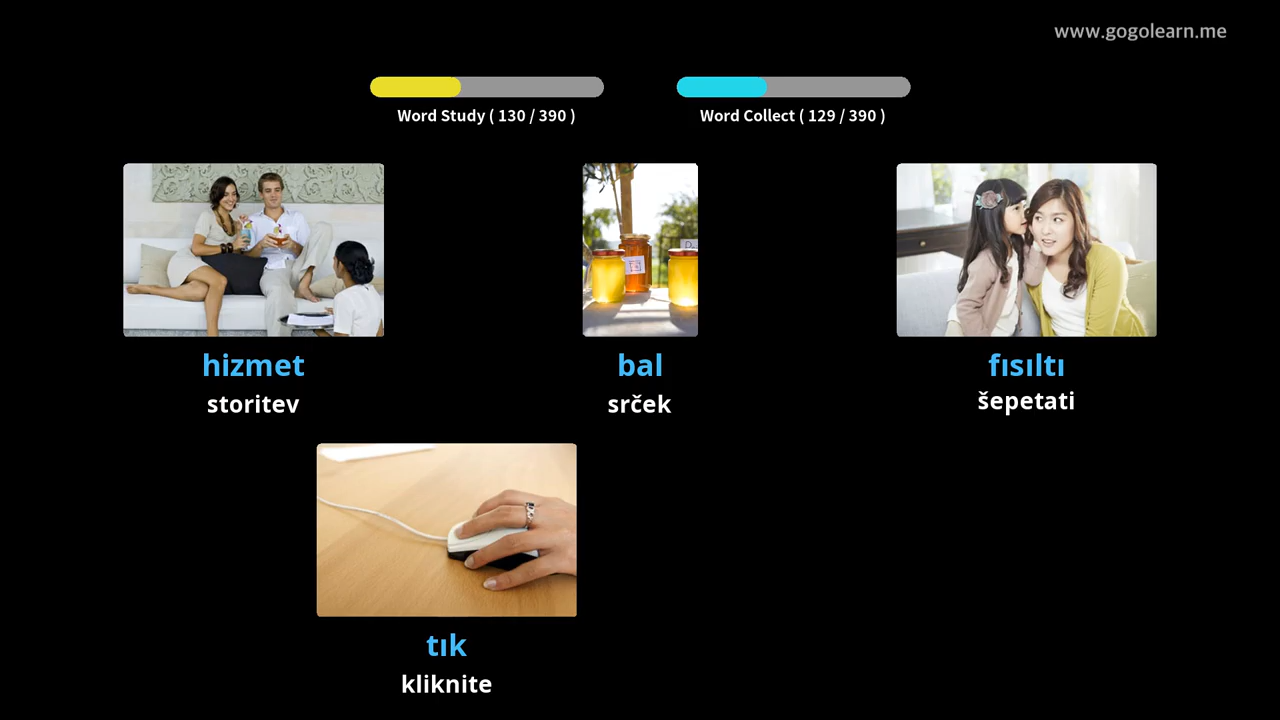 www.gogolearn.me
Word Study ( 130 / 390 )
Word Collect ( 129 / 390 )
hizmet
storitev
bal
srček
fısıltı
šepetati
tık
kliknite